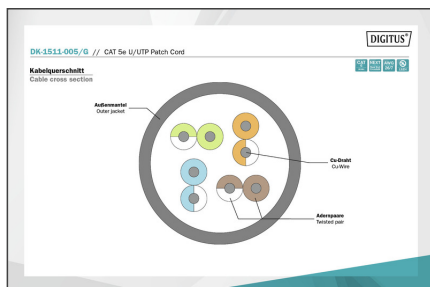 DIGITUS®
DK-1511-005/G // CAT 5e U/UTP Patch Cord
Kabelquerschnitt
Cable cross section
Außenmantel
Outer jacket
Cu-Draht
Cu-Wire
Adernpaare
Twisted pair